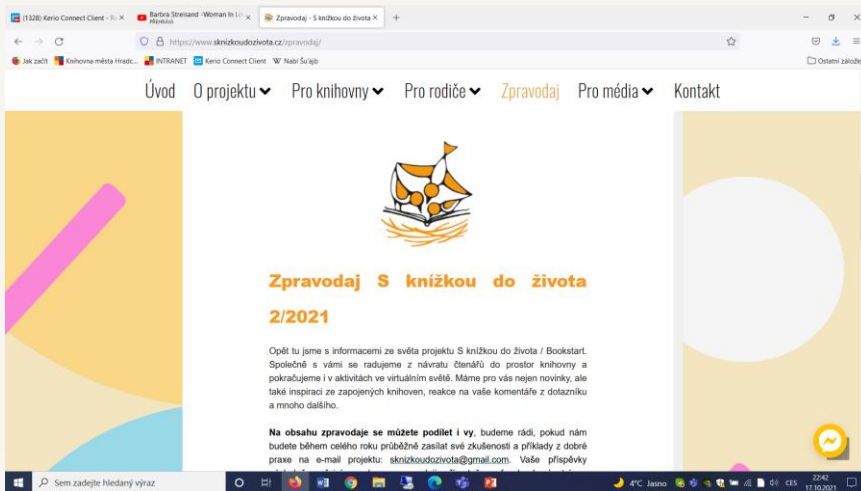 (1328) Kerio Connect Client - Ro
Barbra Streisand -Woman In Lo
PŘEHRÁVÁ
Zpravodaj - S knížkou do života
https://www.sknizkoudozivota.cz/zpravodaj/
Jak začít Knihovna města Hradc... INTRANET Kerio Connect Client W Nabi Šu'ajb Ostatní záložky
Úvod O projektu Pro knihovny Pro rodiče Zpravodaj Pro média Kontakt
Zpravodaj S knížkou do života
2/2021
Opět tu jsme s informacemi ze světa projektu S knížkou do života / Bookstart.
Společně s vámi se radujeme z návratu čtenářů do prostor knihovny a
pokračujeme i v aktivitách ve virtuálním světě. Máme pro vás nejen novinky, ale
také inspiraci ze zapojených knihoven, reakce na vaše komentáře z dotazníku
a mnoho dalšího.
Na obsahu zpravodaje se můžete podílet i vy, budeme rádi, pokud nám
budete během celého roku průběžně zasílat své zkušenosti a příklady z dobré
praxe na e-mail projektu: sknizkoudozivota@gmail.com. Vaše příspěvky
Sem zadejte hledaný výraz
4°C Jasno
CES
22:42
17.10.2021